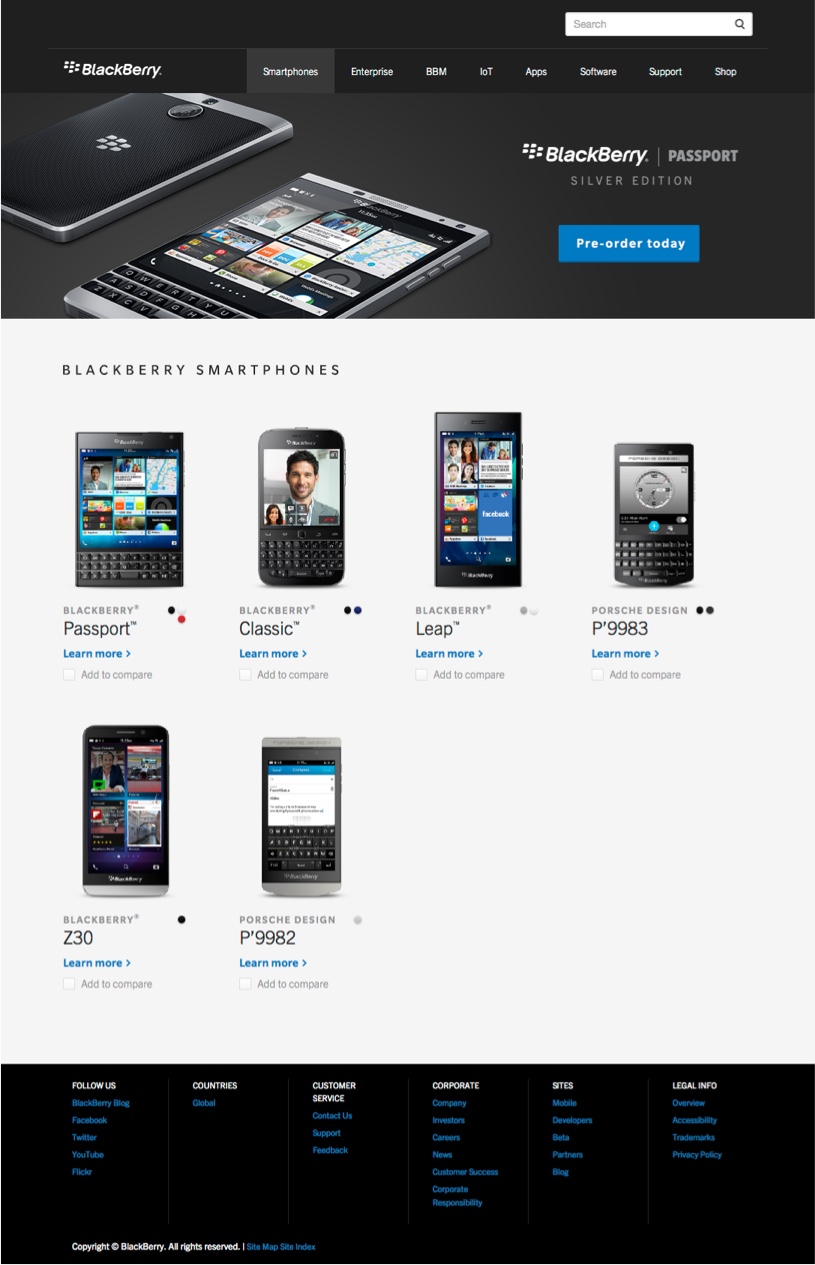 Search
BlackBerry.
Smartphones
Enterprise
BBM
IoT
Apps
Software
Support
Shop
BlackBerry. | PASSPORT
SILVER EDITION
Pre-order today
BLACKBERRY SMARTPHONES
BLACKBERRY®
Passport™
Learn more >
Add to compare
BLACKBERRY®
Classic™
Learn more >
Add to compare
facebook
BlackBerry
BLACKBERRY®
Leap™
Learn more >
Add to compare
PORSCHE DESIGN
P'9983
Learn more >
Add to compare
BlackBerry
BLACKBERRY®
Z30
Learn more >
Add to compare
BlackBerry
PORSCHE DESIGN
P'9982
Learn more >
Add to compare
FOLLOW US
BlackBerry Blog
Facebook
Twitter
YouTube
Flickr
COUNTRIES
Global
CUSTOMER
SERVICE
Contact Us
Support
Feedback
CORPORATE
Company
Investors
Careers
News
Customer Success
Corporate
Responsibility
SITES
Mobile
Developers
Beta
Partners
Blog
LEGAL INFO
Overview
Accessibility
Trademarks
Privacy Policy
Copyright © BlackBerry. All rights reserved. | Site Map Site Index